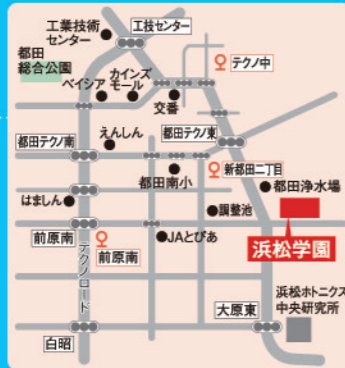 工業技術
センター
工技センター
都田
総合公園
カインズ
モール
ベイシア
テクノ中
交番
えんしん
都田テクノ南
都田テクノ東
都田南小
新都田二丁目
都田浄水場
はましん
調整池
浜松学園
前原南
前原南
JAとぴあ
テクノロード
浜松ホトニクス
中央研究所
大原東
白昭